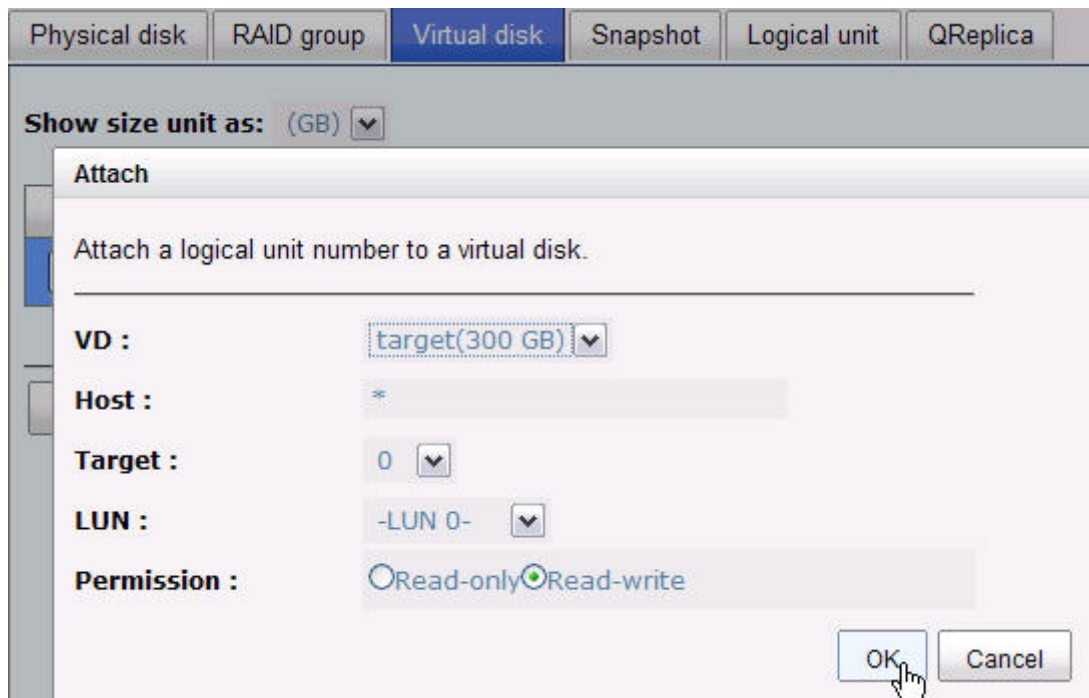 Physical disk RAID group Virtual disk Snapshot Logical unit QReplica
Show size unit as: (GB)
Attach
Attach a logical unit number to a virtual disk.
VD : target(300 GB)
Host : *
Target : 0
LUN : -LUN 0-
Permission : Read-only Read-write
OK Cancel